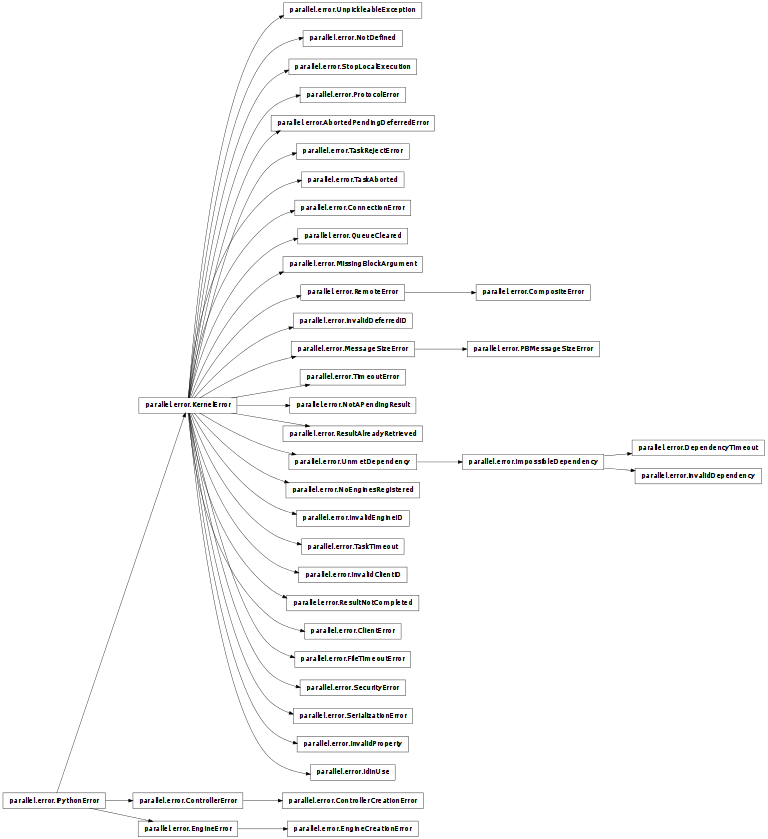 parallel.error.UnpickleableException
parallel.error.NotDefined
parallel.error.StopLocalExecution
parallel.error.ProtocolError
parallel.error.AbortedPendingDeferredError
parallel.error.TaskRejectError
parallel.error.TaskAborted
parallel.error.ConnectionError
parallel.error.QueueCleared
parallel.error.MissingBlockArgument
parallel.error.RemoteError
parallel.error.CompositeError
parallel.error.InvalidDeferredID
parallel.error.MessageSizeError
parallel.error.PBMessageSizeError
parallel.error.TimeoutError
parallel.error.KernelError
parallel.error.NotAPendingResult
parallel.error.ResultAlreadyRetrieved
parallel.error.DependencyTimeout
parallel.error.UnmetDependency
parallel.error.ImpossibleDependency
parallel.error.InvalidDependency
parallel.error.NoEnginesRegistered
parallel.error.InvalidEngineID
parallel.error.TaskTimeout
parallel.error.InvalidClientID
parallel.error.ResultNotCompleted
parallel.error.ClientError
parallel.error.FileTimeoutError
parallel.error.SecurityError
parallel.error.SerializationError
parallel.error.InvalidProperty
parallel.error.IdInUse
parallel.error.IPythonError
parallel.error.ControllerError
parallel.error.ControllerCreationError
parallel.error.EngineError
parallel.error.EngineCreationError